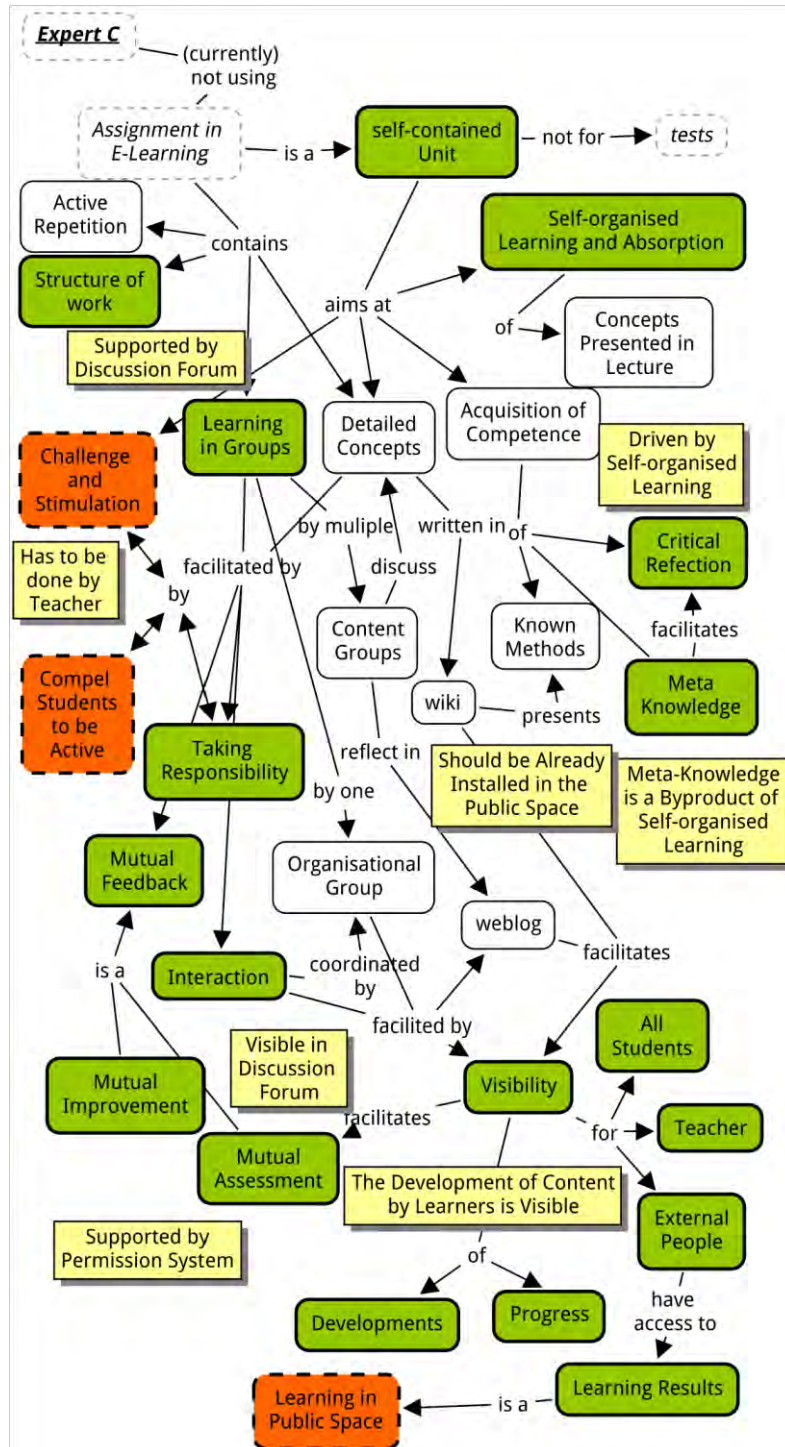 Expert C
(currently)
not using
Assignment in
E-Learning
is a
self-contained
Unit
not for
tests
Active
Repetition
contains
Structure of
work
Self-organised
Learning and Absorption
aims at
of
Concepts
Presented in
Lecture
Supported by
Discussion Forum
Learning
in Groups
Detailed
Concepts
Acquisition of
Competence
Driven by
Self-organised
Learning
Challenge
and
Stimulation
by muliple
written in
of
Critical
Refection
Has to be
done by
Teacher
facilitated by
discuss
by
facilitates
Content
Groups
Known
Methods
Meta
Knowledge
Compel
Students
to be
Active
wiki
presents
Taking
Responsibility
reflect in
Should be Already
Installed in the
Public Space
Meta-Knowledge
is a Byproduct of
Self-organised
Learning
by one
Mutual
Feedback
Organisational
Group
weblog
facilitates
is a
Interaction
coordinated
by
facilited by
All
Students
Visible in
Discussion
Forum
Mutual
Improvement
Visibility
facilitates
for
Teacher
Mutual
Assessment
The Development of Content
by Learners is Visible
External
People
Supported by
Permission System
of
have
access to
Developments
Progress
Learning Results
is a
Learning in
Public Space